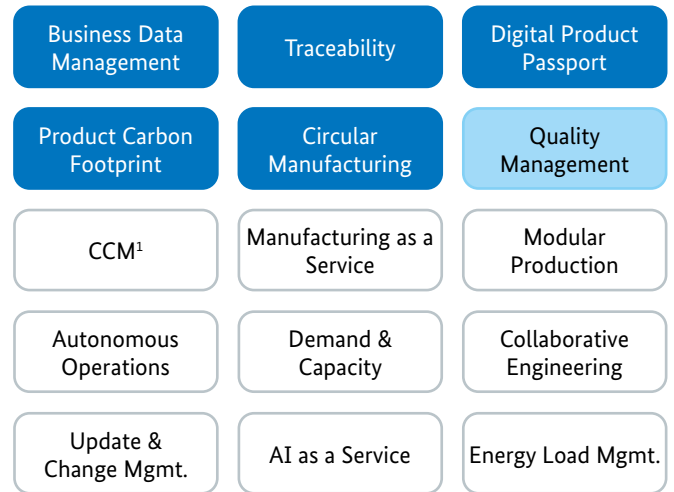 Business Data
Management
Traceability
Digital Product
Passport
Product Carbon
Footprint
Circular
Manufacturing
Quality
Management
CCM¹
Manufacturing as a
Service
Modular
Production
Autonomous
Operations
Demand &
Capacity
Collaborative
Engineering
Update &
Change Mgmt.
AI as a Service
Energy Load Mgmt.